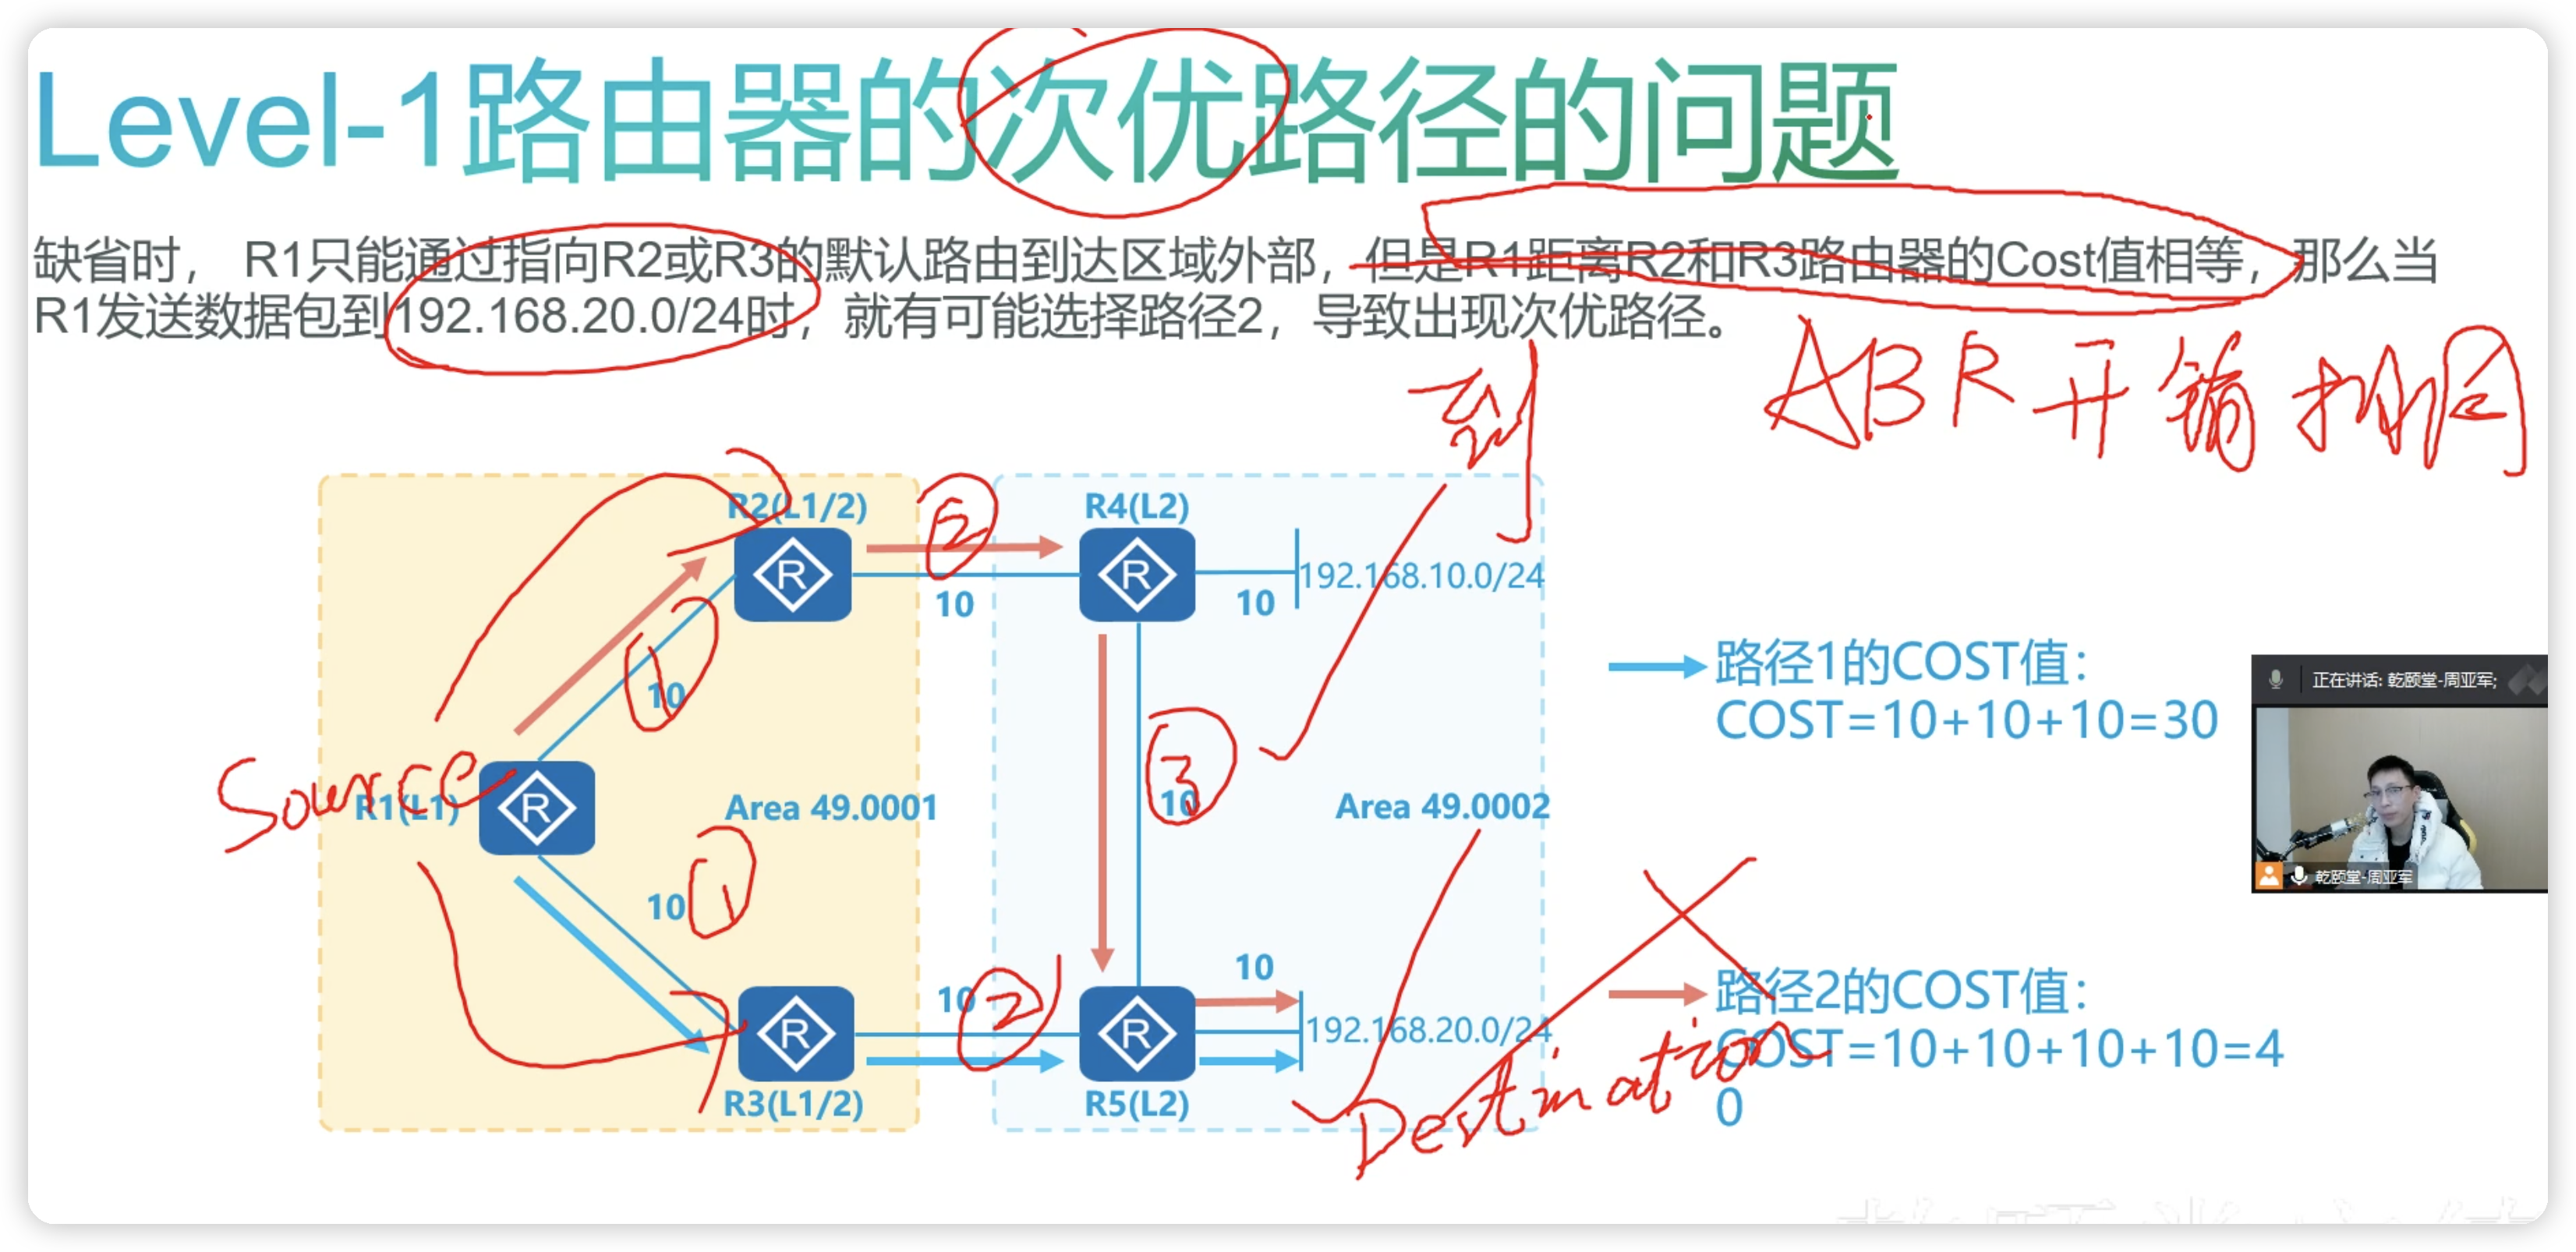 Level-1路由器的次优路径的问题
缺省时， R1只能通过指向R2或R3的默认路由到达区域外部，但是R1距离R2和R3路由器的Cost值相等，那么当
R1发送数据包到192.168.20.0/24时，就有可能选择路径2，导致出现次优路径。
ABR开销相同
到
R2(L1/2)
②
R4(L2)
192.168.10.0/24
10
10
①
10
路径1的COST值：
COST=10+10+10=30
正在讲话: 乾颐堂-周亚军;
乾颐堂-周亚军
Source
R1(L1)
Area 49.0001
③
10
Area 49.0002
10
①
10
10
②
192.168.20.0/24
R3(L1/2)
R5(L2)
Destination
路径2的COST值：
COST=10+10+10+10=4
0